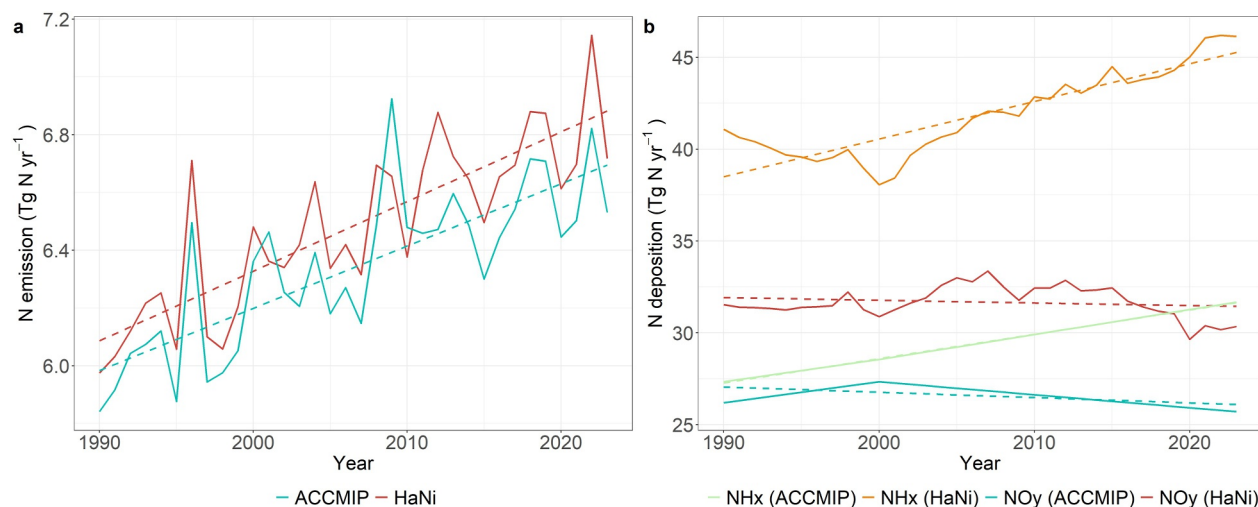 a
N emission (Tg N yr⁻¹)
7.2
6.8
6.4
6.0
1990 2000 2010 2020
Year
ACCMIP HaNi
b
N deposition (Tg N yr⁻¹)
45
40
35
30
25
1990 2000 2010 2020
Year
NHx (ACCMIP) NHx (HaNi) NOy (ACCMIP) NOy (HaNi)